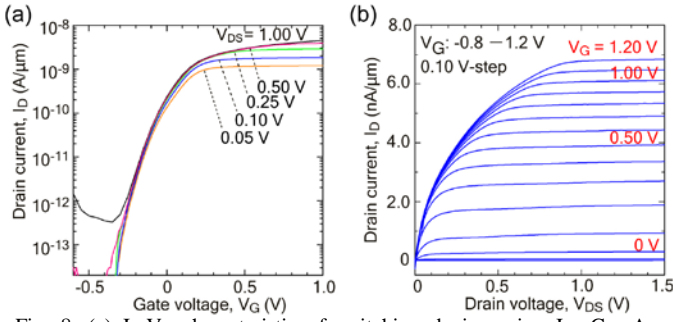 (a)
Drain current, I_D (A/μm)
10^-8
10^-9
10^-10
10^-11
10^-12
10^-13
V_DS = 1.00 V
0.50 V
0.25 V
0.10 V
0.05 V
-0.5 0 0.5 1.0
Gate voltage, V_G (V)
(b)
Drain current, I_D (nA/μm)
8.0
6.0
4.0
2.0
0
V_G: -0.8 －1.2 V
0.10 V-step
V_G = 1.20 V
1.00 V
0.50 V
0 V
0 0.5 1.0 1.5
Drain voltage, V_DS (V)